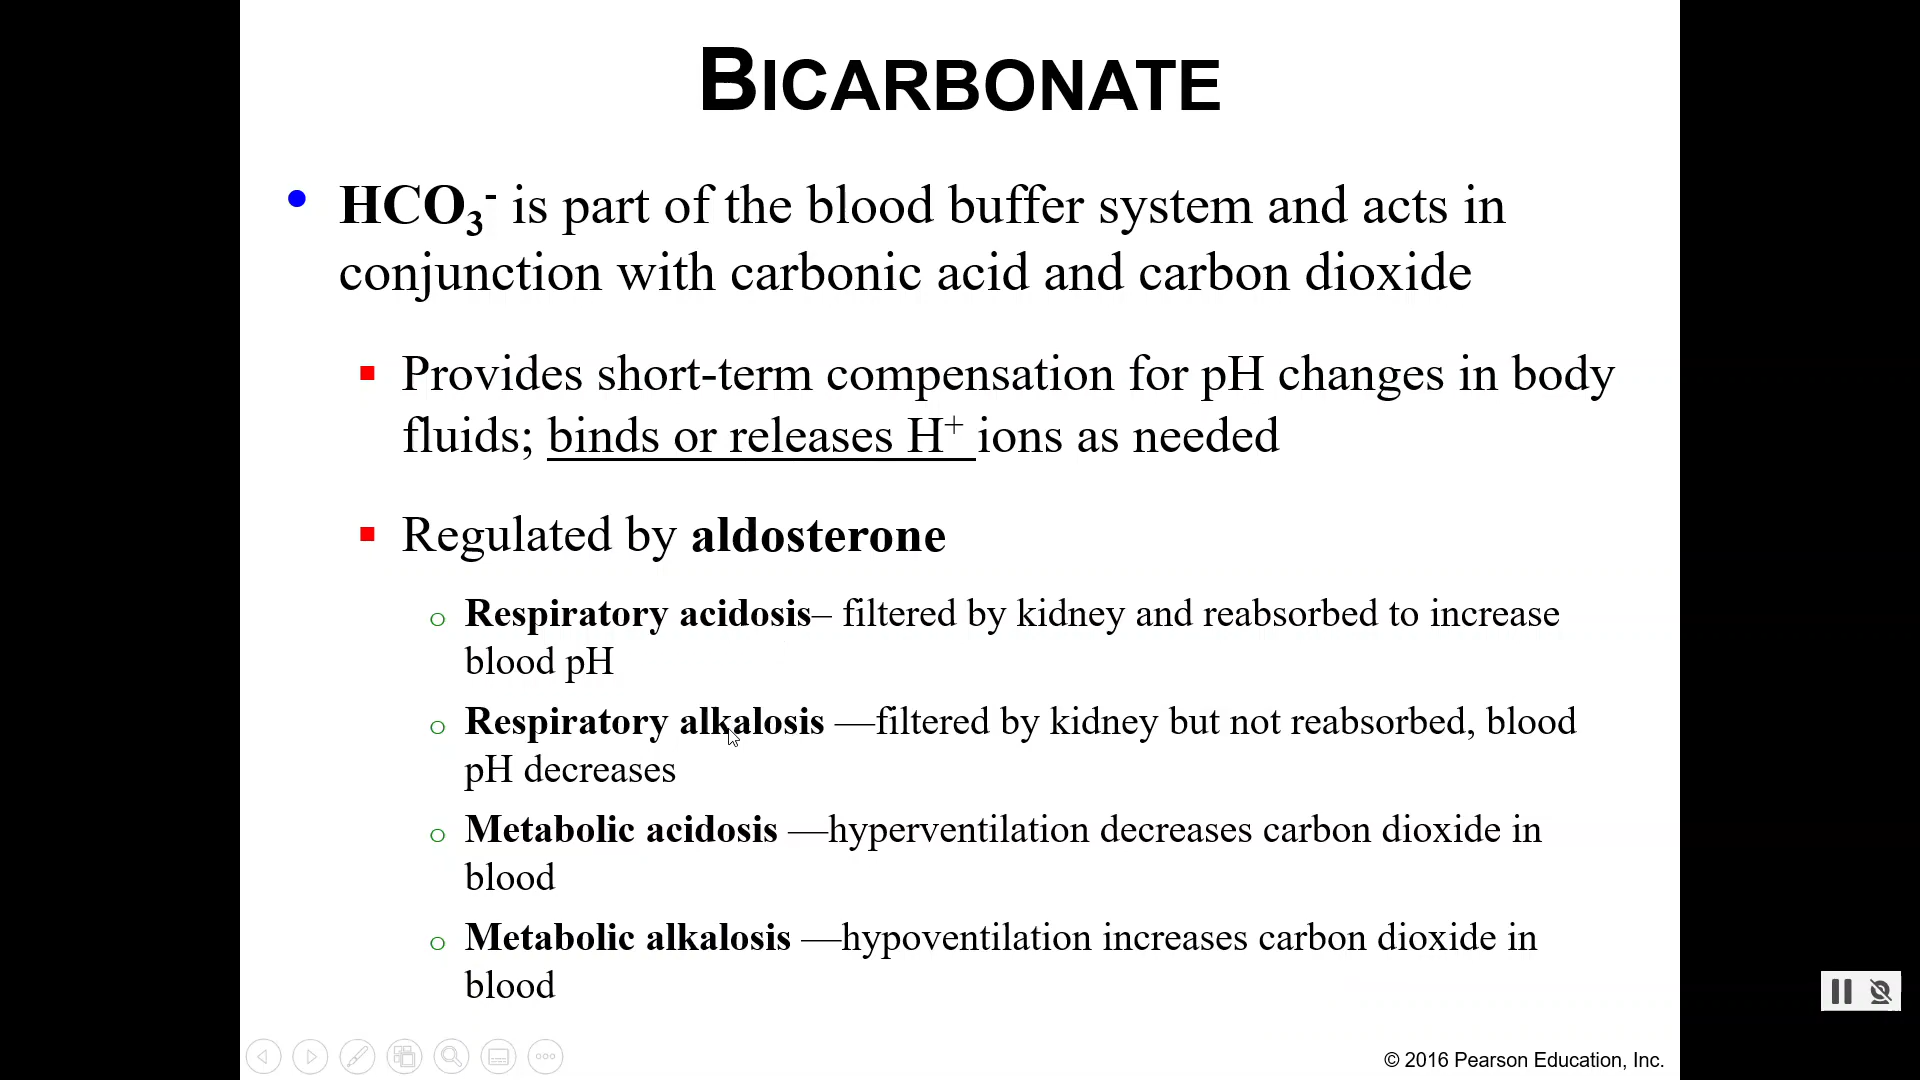 BICARBONATE
HCO₃⁻ is part of the blood buffer system and acts in
conjunction with carbonic acid and carbon dioxide
Provides short-term compensation for pH changes in body
fluids; binds or releases H⁺ ions as needed
Regulated by aldosterone
Respiratory acidosis– filtered by kidney and reabsorbed to increase
blood pH
Respiratory alkalosis —filtered by kidney but not reabsorbed, blood
pH decreases
Metabolic acidosis —hyperventilation decreases carbon dioxide in
blood
Metabolic alkalosis —hypoventilation increases carbon dioxide in
blood
© 2016 Pearson Education, Inc.